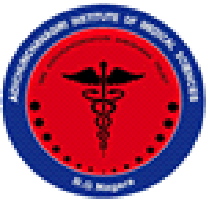 ADICHUNCHANAGIRI INSTITUTE OF MEDICAL SCIENCES
B.G Nagara